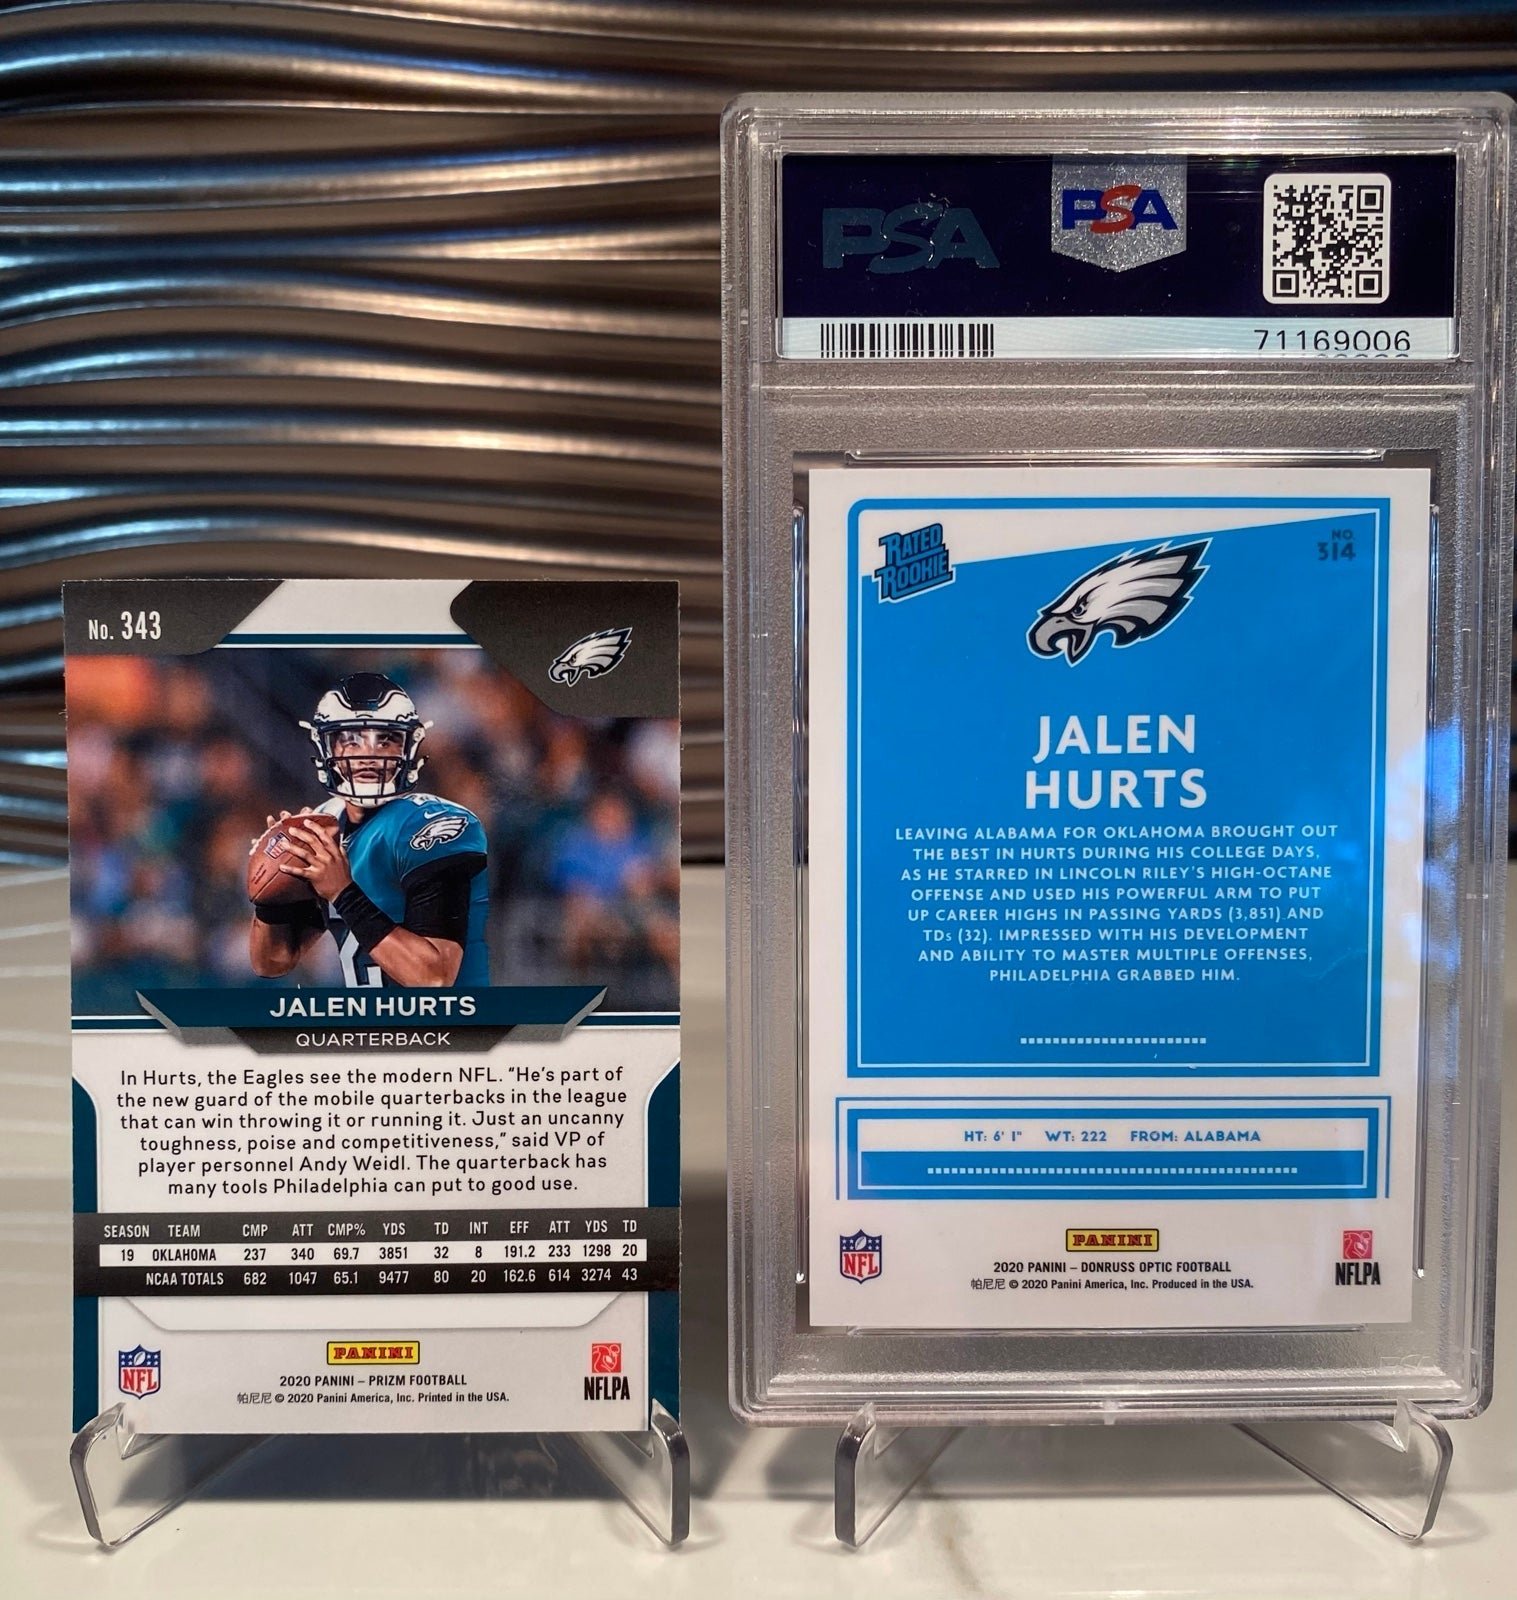 No. 343
JALEN HURTS
QUARTERBACK
In Hurts, the Eagles see the modern NFL. "He's part of
the new guard of the mobile quarterbacks in the league
that can win throwing it or running it. Just an uncanny
toughness, poise and competitiveness," said VP of
player personnel Andy Weidl. The quarterback has
many tools Philadelphia can put to good use.
SEASON TEAM CMP ATT CMP% YDS TD INT EFF ATT YDS TD
19 OKLAHOMA 237 340 69.7 3851 32 8 191.2 233 1298 20
NCAA TOTALS 682 1047 65.1 9477 80 20 162.6 614 3274 43
NFL
PANINI
NFLPA
2020 PANINI – PRIZM FOOTBALL
帕尼尼 © 2020 Panini America, Inc. Printed in the USA.
PSA
PSA
71169006
RATED
ROOKIE
NO.
314
JALEN
HURTS
LEAVING ALABAMA FOR OKLAHOMA BROUGHT OUT
THE BEST IN HURTS DURING HIS COLLEGE DAYS,
AS HE STARRED IN LINCOLN RILEY'S HIGH-OCTANE
OFFENSE AND USED HIS POWERFUL ARM TO PUT
UP CAREER HIGHS IN PASSING YARDS (3,851) AND
TDs (32). IMPRESSED WITH HIS DEVELOPMENT
AND ABILITY TO MASTER MULTIPLE OFFENSES,
PHILADELPHIA GRABBED HIM.
HT: 6' 1" WT: 222 FROM: ALABAMA
NFL
PANINI
NFLPA
2020 PANINI – DONRUSS OPTIC FOOTBALL
帕尼尼 © 2020 Panini America, Inc. Produced in the USA.